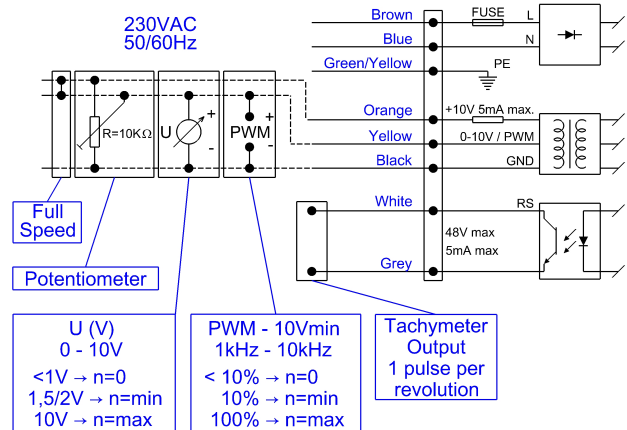 230VAC
50/60Hz
Brown
FUSE
L
Blue
N
Green/Yellow
PE
Orange
+10V 5mA max.
R=10KΩ
U
+
-
PWM
+
-
Yellow
0-10V / PWM
Black
GND
White
RS
48V max
5mA max
Grey
Full
Speed
Potentiometer
U (V)
0 - 10V
<1V → n=0
1,5/2V → n=min
10V → n=max
PWM - 10Vmin
1kHz - 10kHz
< 10% → n=0
10% → n=min
100% → n=max
Tachymeter
Output
1 pulse per
revolution